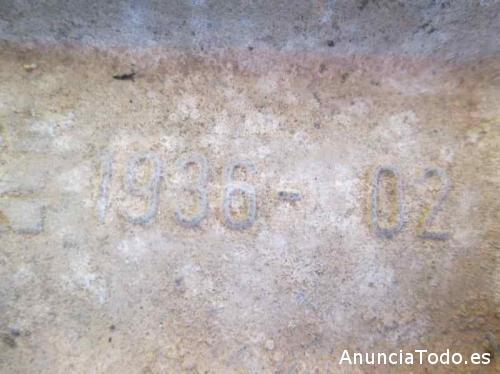 1936- 02
AnunciaTodo.es